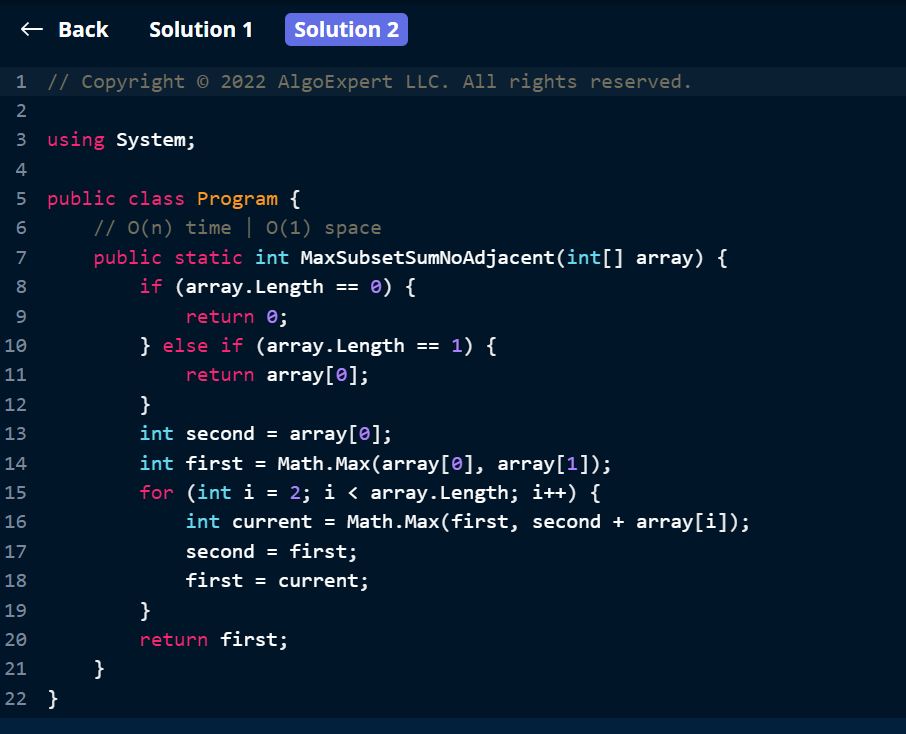 ← Back Solution 1 Solution 2
1 // Copyright © 2022 AlgoExpert LLC. All rights reserved.
2
3 using System;
4
5 public class Program {
6     // O(n) time | O(1) space
7     public static int MaxSubsetSumNoAdjacent(int[] array) {
8         if (array.Length == 0) {
9             return 0;
10         } else if (array.Length == 1) {
11             return array[0];
12         }
13         int second = array[0];
14         int first = Math.Max(array[0], array[1]);
15         for (int i = 2; i < array.Length; i++) {
16             int current = Math.Max(first, second + array[i]);
17             second = first;
18             first = current;
19         }
20         return first;
21     }
22 }